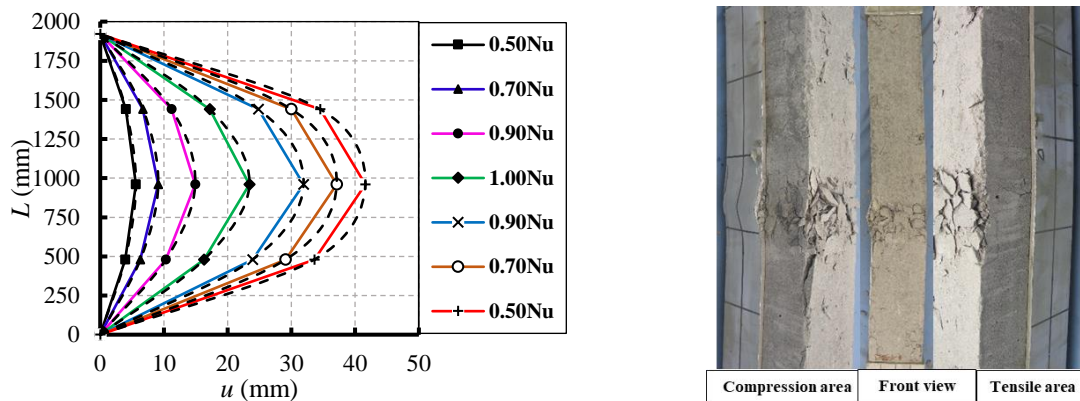 2000
1750
1500
1250
1000
750
500
250
0
L (mm)
0 10 20 30 40 50
u (mm)
0.50Nu
0.70Nu
0.90Nu
1.00Nu
0.90Nu
0.70Nu
0.50Nu
Compression area Front view Tensile area